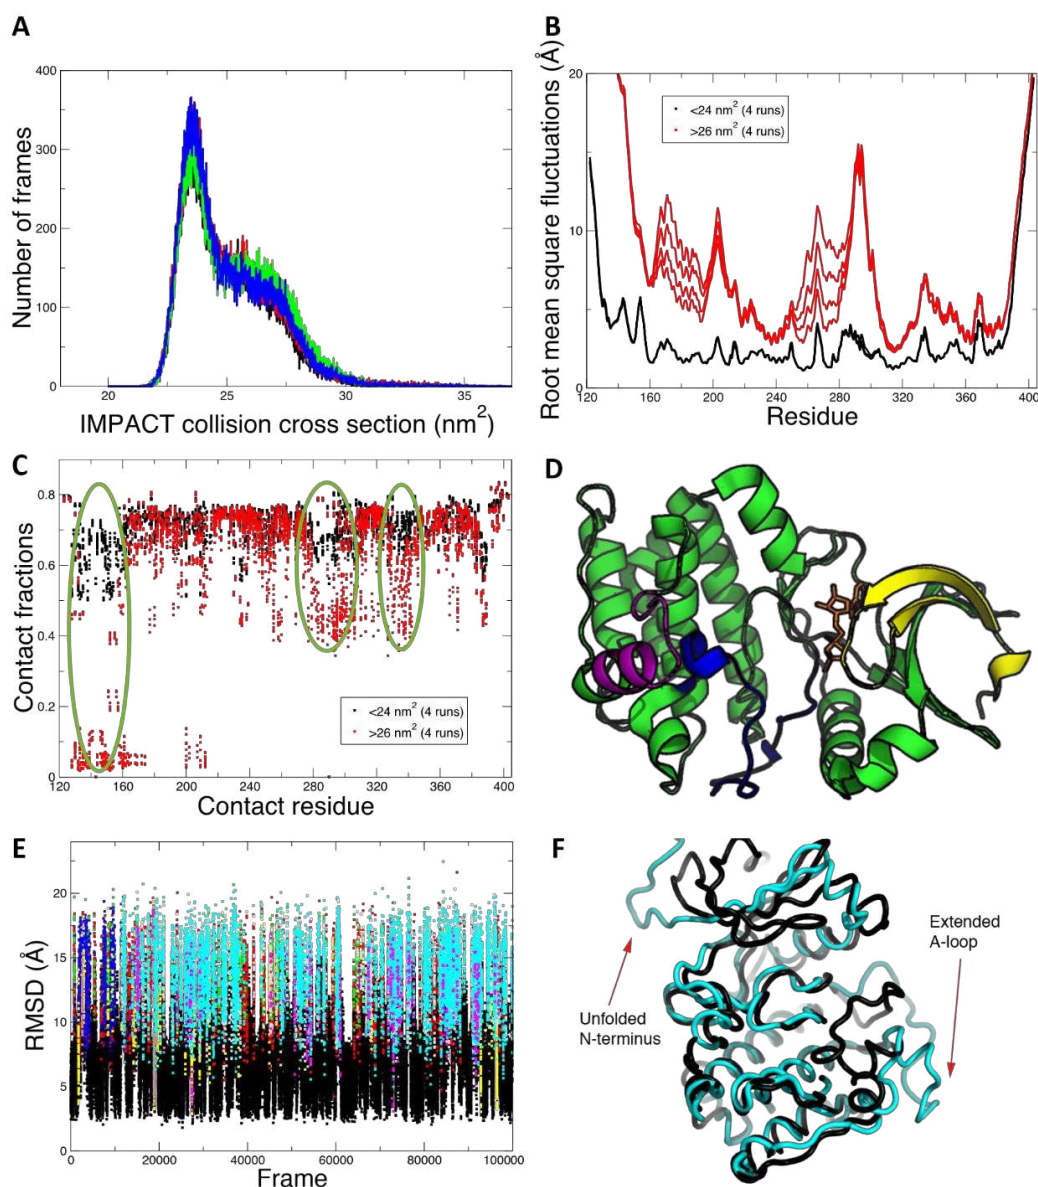 A
Number of frames
400
300
200
100
0
20 25 30 35
IMPACT collision cross section (nm²)
B
Root mean square fluctuations (Å)
20
10
0
<24 nm² (4 runs)
>26 nm² (4 runs)
120 160 200 240 280 320 360 400
Residue
C
Contact fractions
0.8
0.6
0.4
0.2
0
<24 nm² (4 runs)
>26 nm² (4 runs)
120 160 200 240 280 320 360 400
Contact residue
D
E
RMSD (Å)
20
15
10
5
0
0 20000 40000 60000 80000 100000
Frame
F
Extended
A-loop
Unfolded
N-terminus